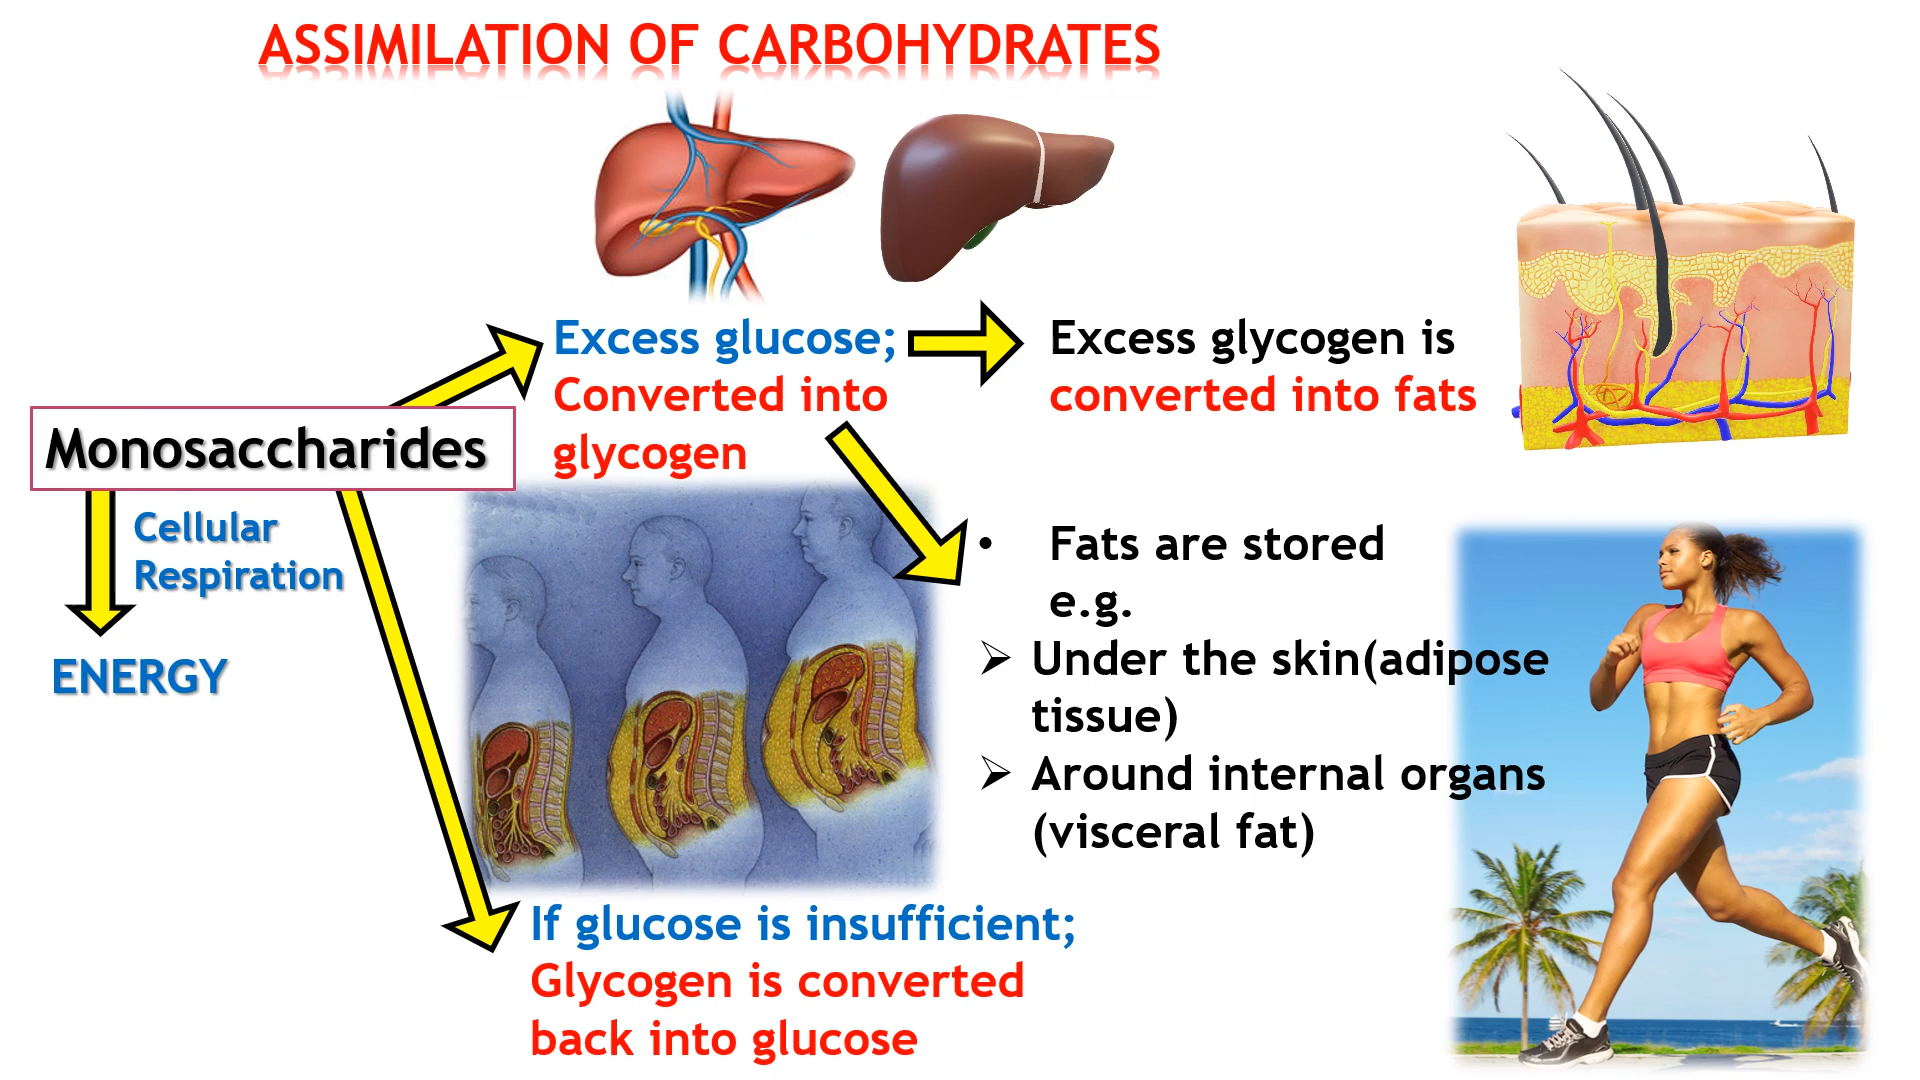 ASSIMILATION OF CARBOHYDRATES
Excess glucose;
Converted into
glycogen
Excess glycogen is
converted into fats
Monosaccharides
Cellular
Respiration
ENERGY
• Fats are stored
e.g.
➢ Under the skin(adipose
tissue)
➢ Around internal organs
(visceral fat)
If glucose is insufficient;
Glycogen is converted
back into glucose